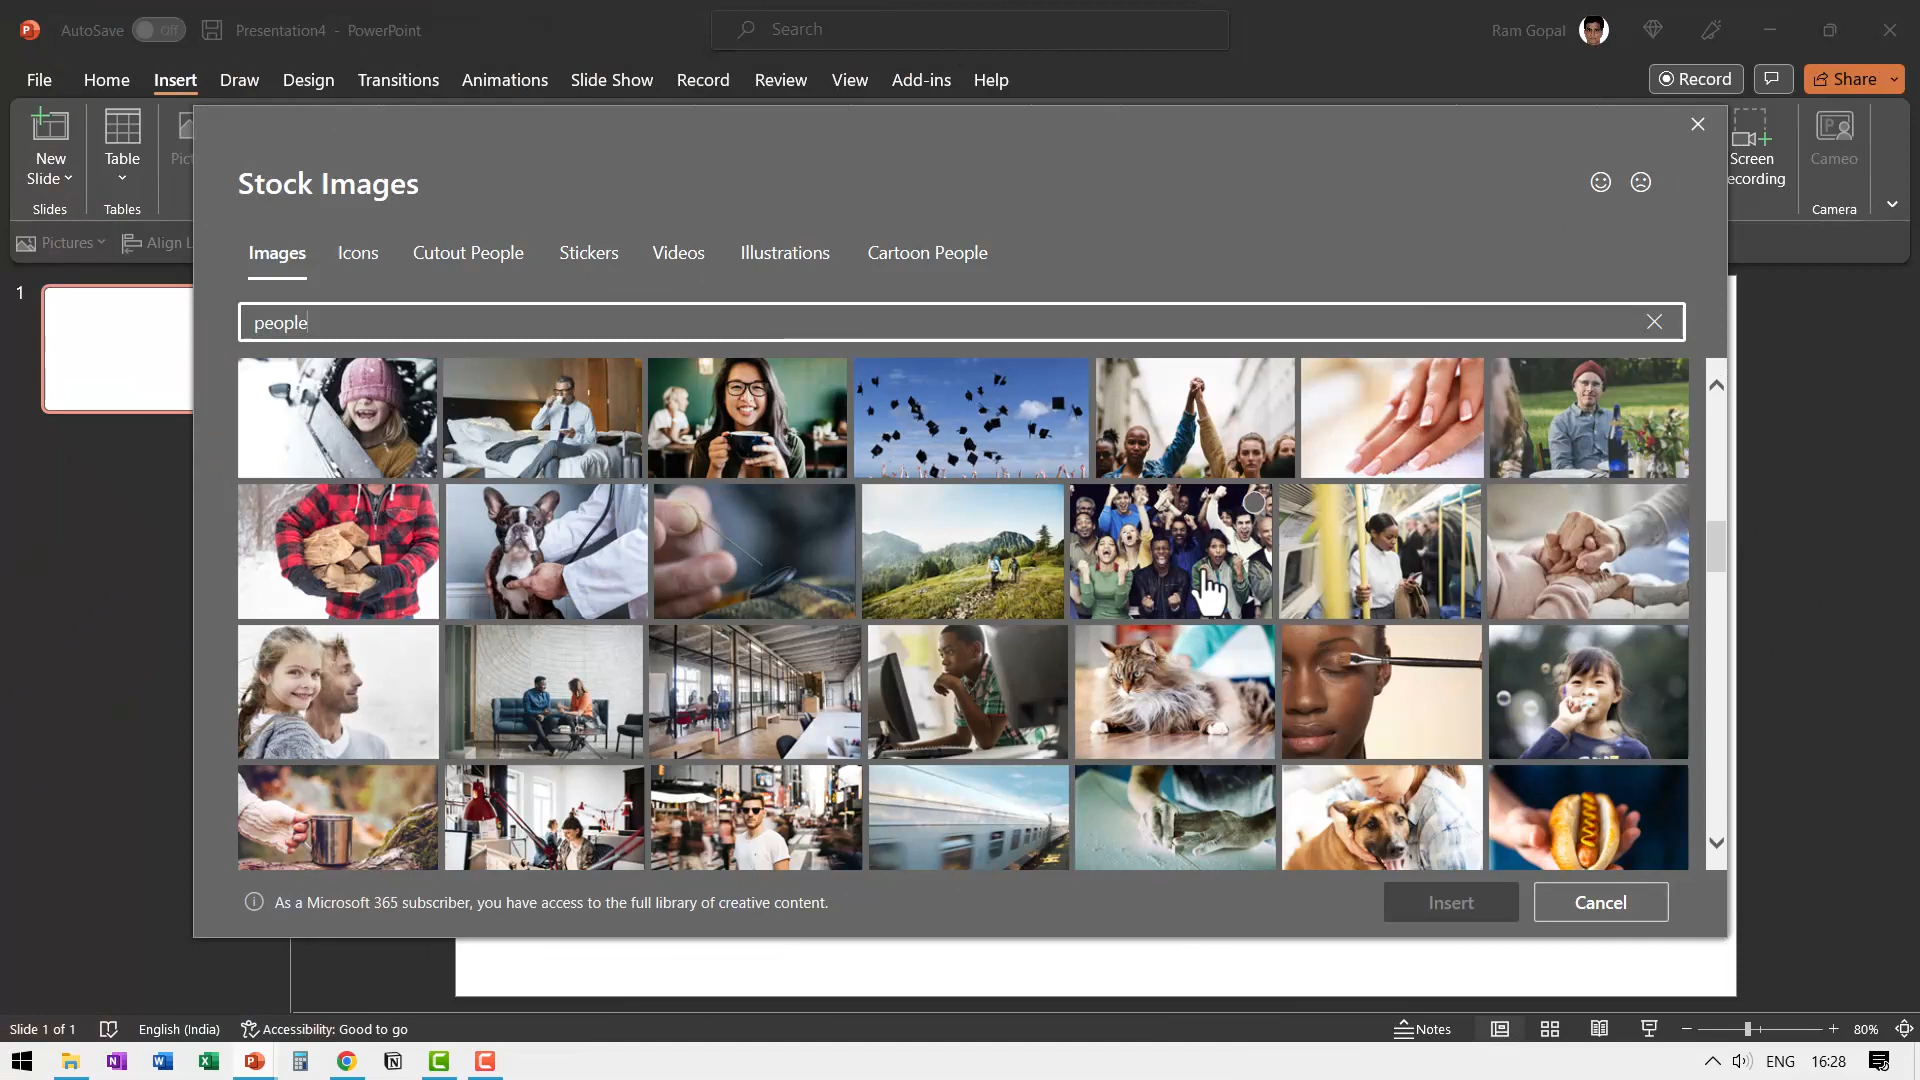 AutoSave Off Presentation4 - PowerPoint Search Ram Gopal
File Home Insert Draw Design Transitions Animations Slide Show Record Review View Add-ins Help Record Share
New Slide
Table
Screen
Cameo
Slides
Tables
Camera
Pictures Align L
Stock Images
Images Icons Cutout People Stickers Videos Illustrations Cartoon People
people
1
As a Microsoft 365 subscriber, you have access to the full library of creative content.
Insert Cancel
Slide 1 of 1 English (India) Accessibility: Good to go Notes 80%
ENG 16:28